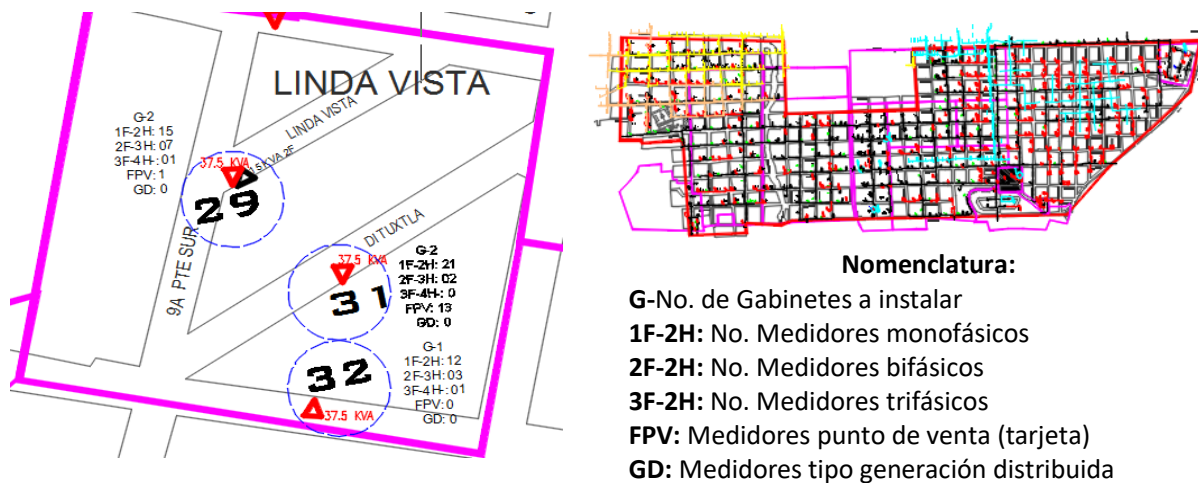 LINDA VISTA
LINDA VISTA
G-2
1F-2H: 15
2F-3H: 07
3F-4H-: 01
FPV: 1
GD: 0
37.5 KVA
5 KVA 2F
29
9A PTE SUR
DI TUXTLA
37.5 KVA
31
G-2
1F-2H: 21
2F-3H: 02
3F-4H-: 0
FPV: 13
GD: 0
32
37.5 KVA
G-1
1F-2H: 12
2F-3H: 03
3F-4H-: 01
FPV: 0
GD: 0
Nomenclatura:
G-No. de Gabinetes a instalar
1F-2H: No. Medidores monofásicos
2F-2H: No. Medidores bifásicos
3F-2H: No. Medidores trifásicos
FPV: Medidores punto de venta (tarjeta)
GD: Medidores tipo generación distribuida